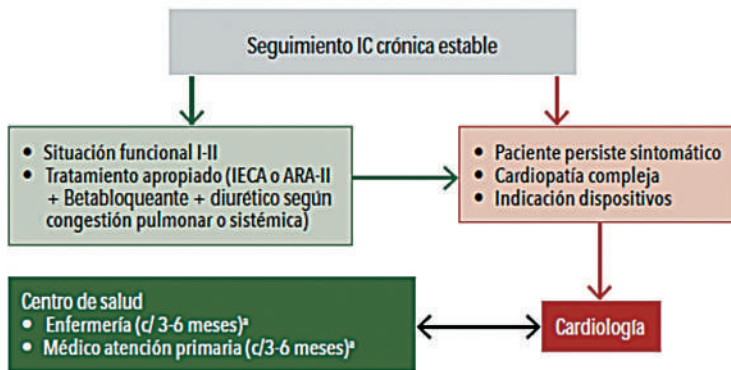 Seguimiento IC crónica estable
• Situación funcional I-II
• Tratamiento apropiado (IECA o ARA-II
+ Betabloqueante + diurético según
congestión pulmonar o sistémica)
• Paciente persiste sintomático
• Cardiopatía compleja
• Indicación dispositivos
Centro de salud
• Enfermería (c/ 3-6 meses)ª
• Médico atención primaria (c/3-6 meses)ª
Cardiología